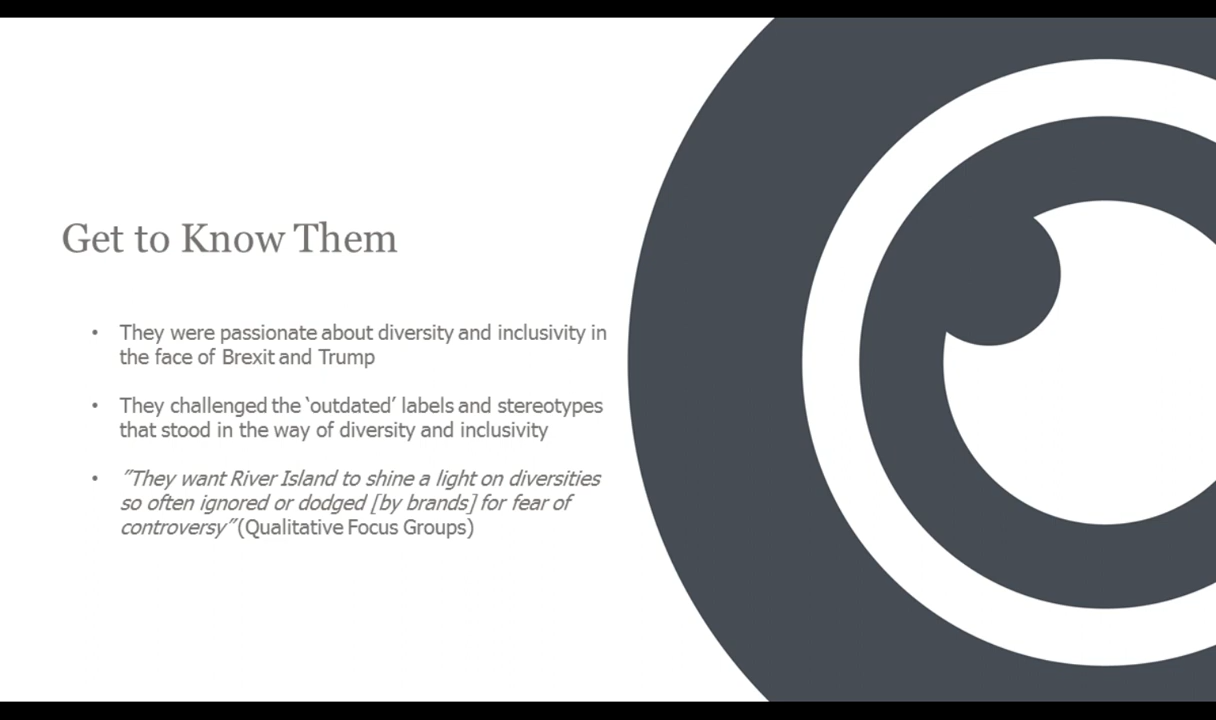 Get to Know Them
• They were passionate about diversity and inclusivity in
the face of Brexit and Trump
• They challenged the ‘outdated’ labels and stereotypes
that stood in the way of diversity and inclusivity
• ”They want River Island to shine a light on diversities
so often ignored or dodged [by brands] for fear of
controversy” (Qualitative Focus Groups)